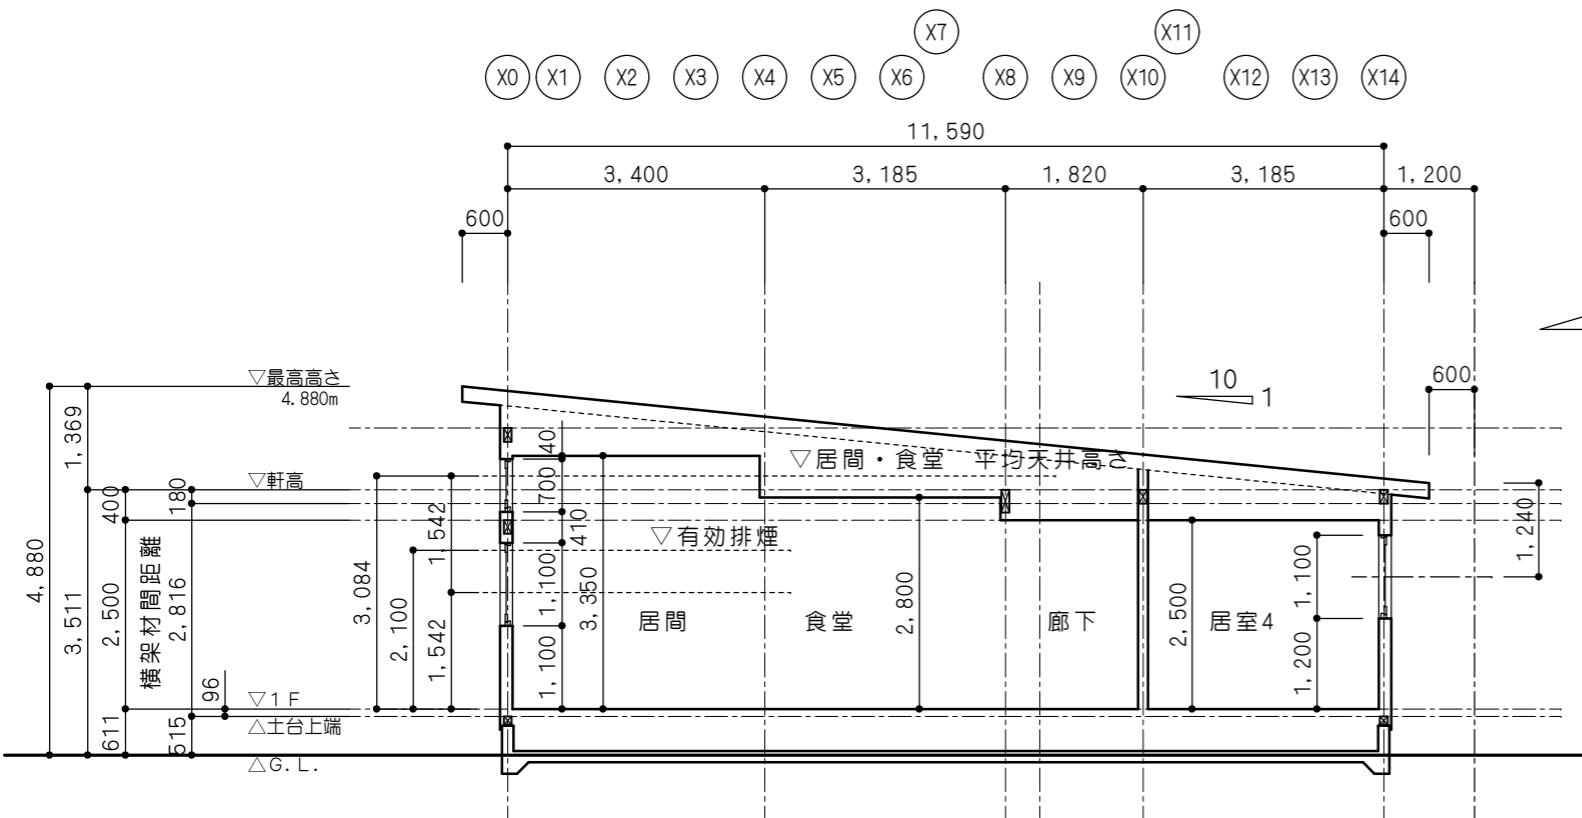 X7 X11
X0 X1 X2 X3 X4 X5 X6 X8 X9 X10 X12 X13 X14
11,590
3,400 3,185 1,820 3,185 1,200
600 600
▽最高高さ
4.880m
10
1
600
1,369
40
▽居間・食堂 平均天井高さ
▽軒高
400
180
700
1,542
410
▽有効排煙
1,240
4,880
3,511
2,500
横架材間距離
2,816
3,084
2,100
1,542
1,100
3,350
居間
食堂
2,800
廊下
2,500
居室4
1,100
1,200
1,100
96
▽1F
611
515
△土台上端
△G.L.